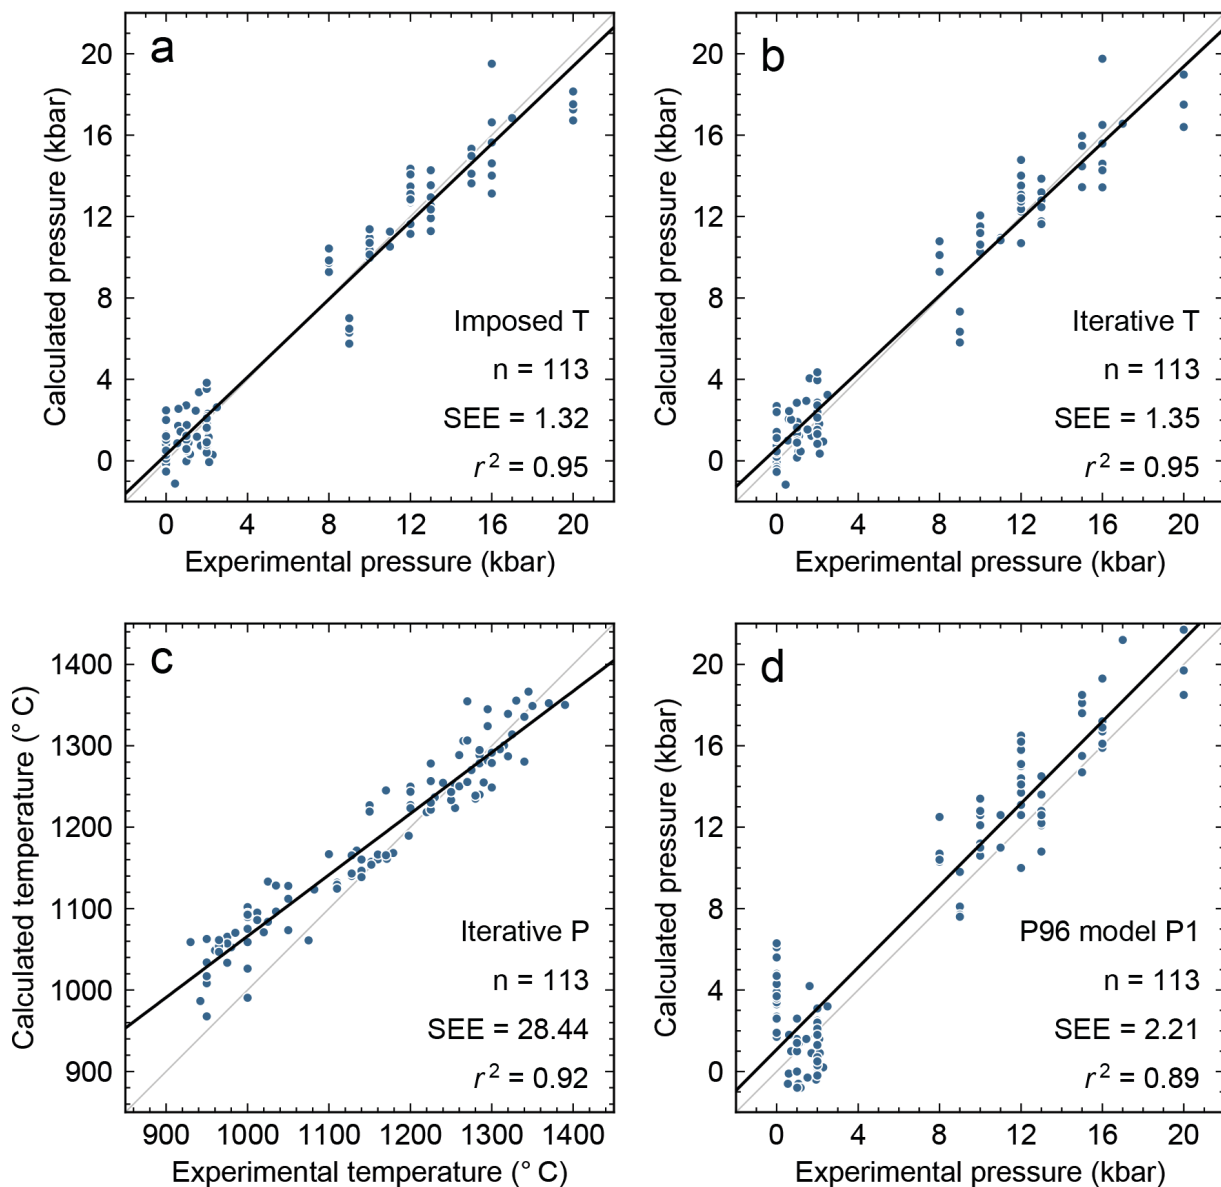 a
20
16
12
8
4
0
Calculated pressure (kbar)
Imposed T
n = 113
SEE = 1.32
r² = 0.95
0 4 8 12 16 20
Experimental pressure (kbar)
b
20
16
12
8
4
0
Calculated pressure (kbar)
Iterative T
n = 113
SEE = 1.35
r² = 0.95
0 4 8 12 16 20
Experimental pressure (kbar)
c
1400
1300
1200
1100
1000
900
Calculated temperature (° C)
Iterative P
n = 113
SEE = 28.44
r² = 0.92
900 1000 1100 1200 1300 1400
Experimental temperature (° C)
d
20
16
12
8
4
0
Calculated pressure (kbar)
P96 model P1
n = 113
SEE = 2.21
r² = 0.89
0 4 8 12 16 20
Experimental pressure (kbar)